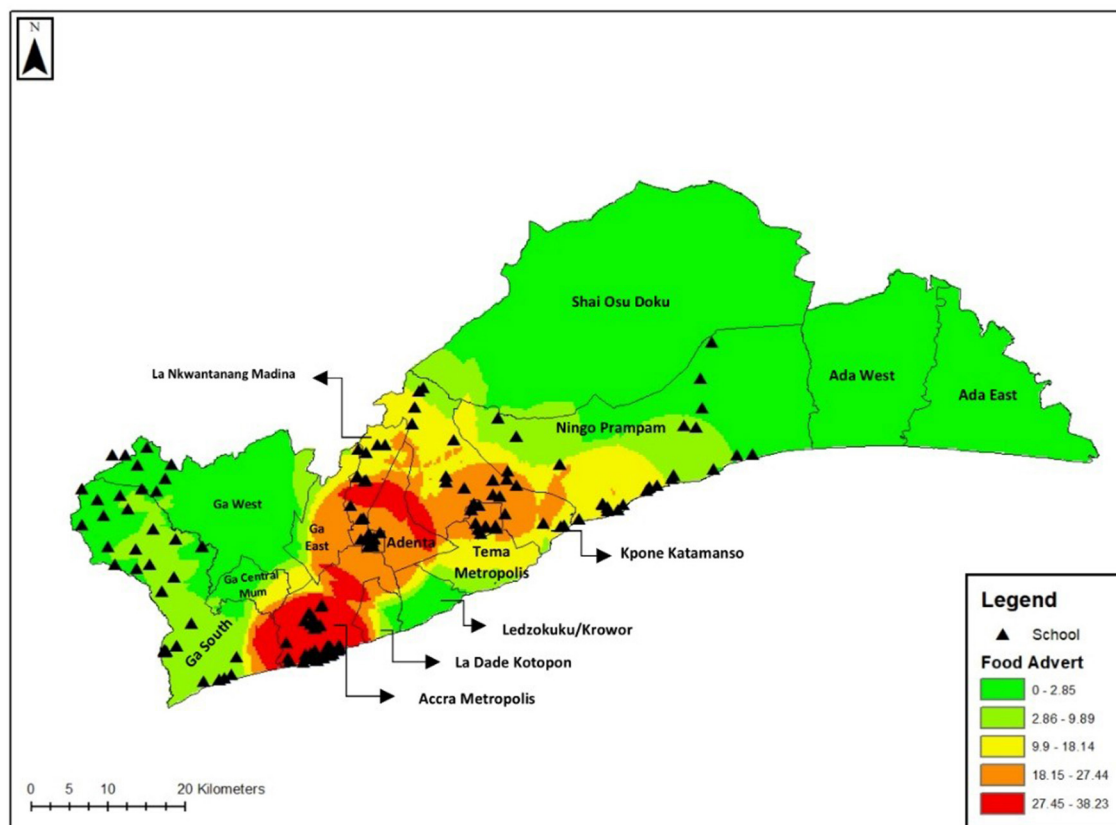 N
Shai Osu Doku
La Nkwantanang Madina
Ada West
Ada East
Ningo Prampam
Ga West
Ga
East
Adenta
Kpone Katamanso
Tema
Metropolis
Ga Central
Mum
Ga South
Ledzokuku/Krowor
La Dade Kotopon
Accra Metropolis
Legend
School
Food Advert
0 - 2.85
2.86 - 9.89
9.9 - 18.14
18.15 - 27.44
27.45 - 38.23
0 5 10 20 Kilometers